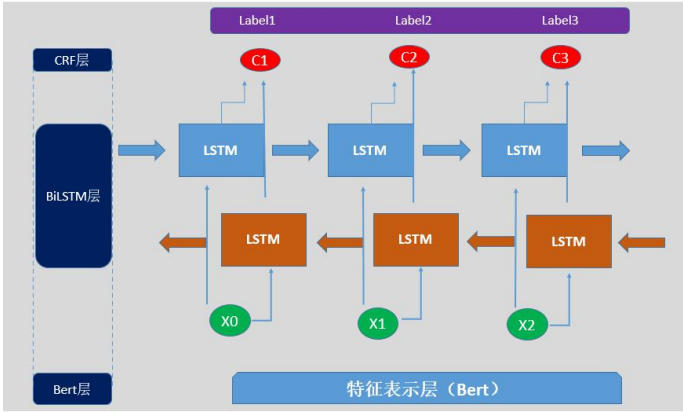 Label1 Label2 Label3
CRF层 C1 C2 C3
LSTM LSTM LSTM
BiLSTM层
LSTM LSTM LSTM
X0 X1 X2
Bert层 特征表示层（Bert）